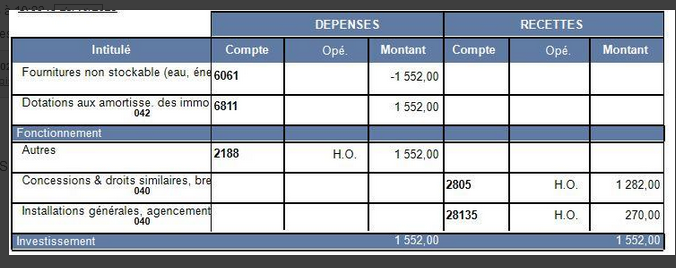 DEPENSES RECETTES
Intitulé Compte Opé. Montant Compte Opé. Montant
Fournitures non stockable (eau, éne 6061 -1 552,00
Dotations aux amortisse. des immo 6811 1 552,00
042
Fonctionnement
Autres 2188 H.O. 1 552,00
Concessions & droits similaires, bre 2805 H.O. 1 282,00
040
Installations générales, agencement 28135 H.O. 270,00
040
Investissement 1 552,00 1 552,00